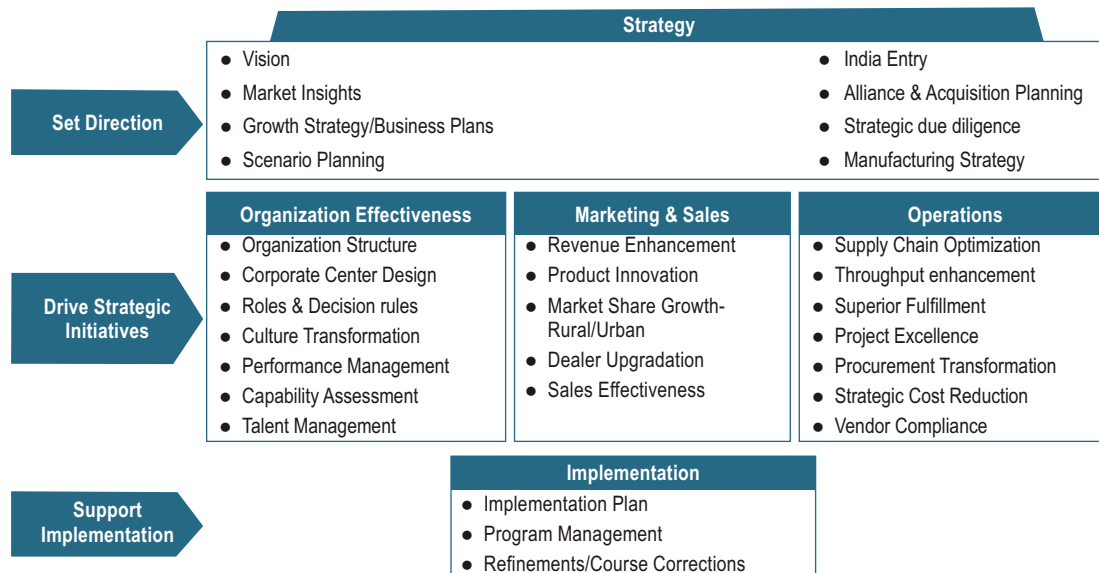 Strategy
Set Direction
● Vision
● Market Insights
● Growth Strategy/Business Plans
● Scenario Planning
● India Entry
● Alliance & Acquisition Planning
● Strategic due diligence
● Manufacturing Strategy
Drive Strategic
Initiatives
Organization Effectiveness
● Organization Structure
● Corporate Center Design
● Roles & Decision rules
● Culture Transformation
● Performance Management
● Capability Assessment
● Talent Management
Marketing & Sales
● Revenue Enhancement
● Product Innovation
● Market Share Growth-
Rural/Urban
● Dealer Upgradation
● Sales Effectiveness
Operations
● Supply Chain Optimization
● Throughput enhancement
● Superior Fulfillment
● Project Excellence
● Procurement Transformation
● Strategic Cost Reduction
● Vendor Compliance
Support
Implementation
Implementation
● Implementation Plan
● Program Management
● Refinements/Course Corrections